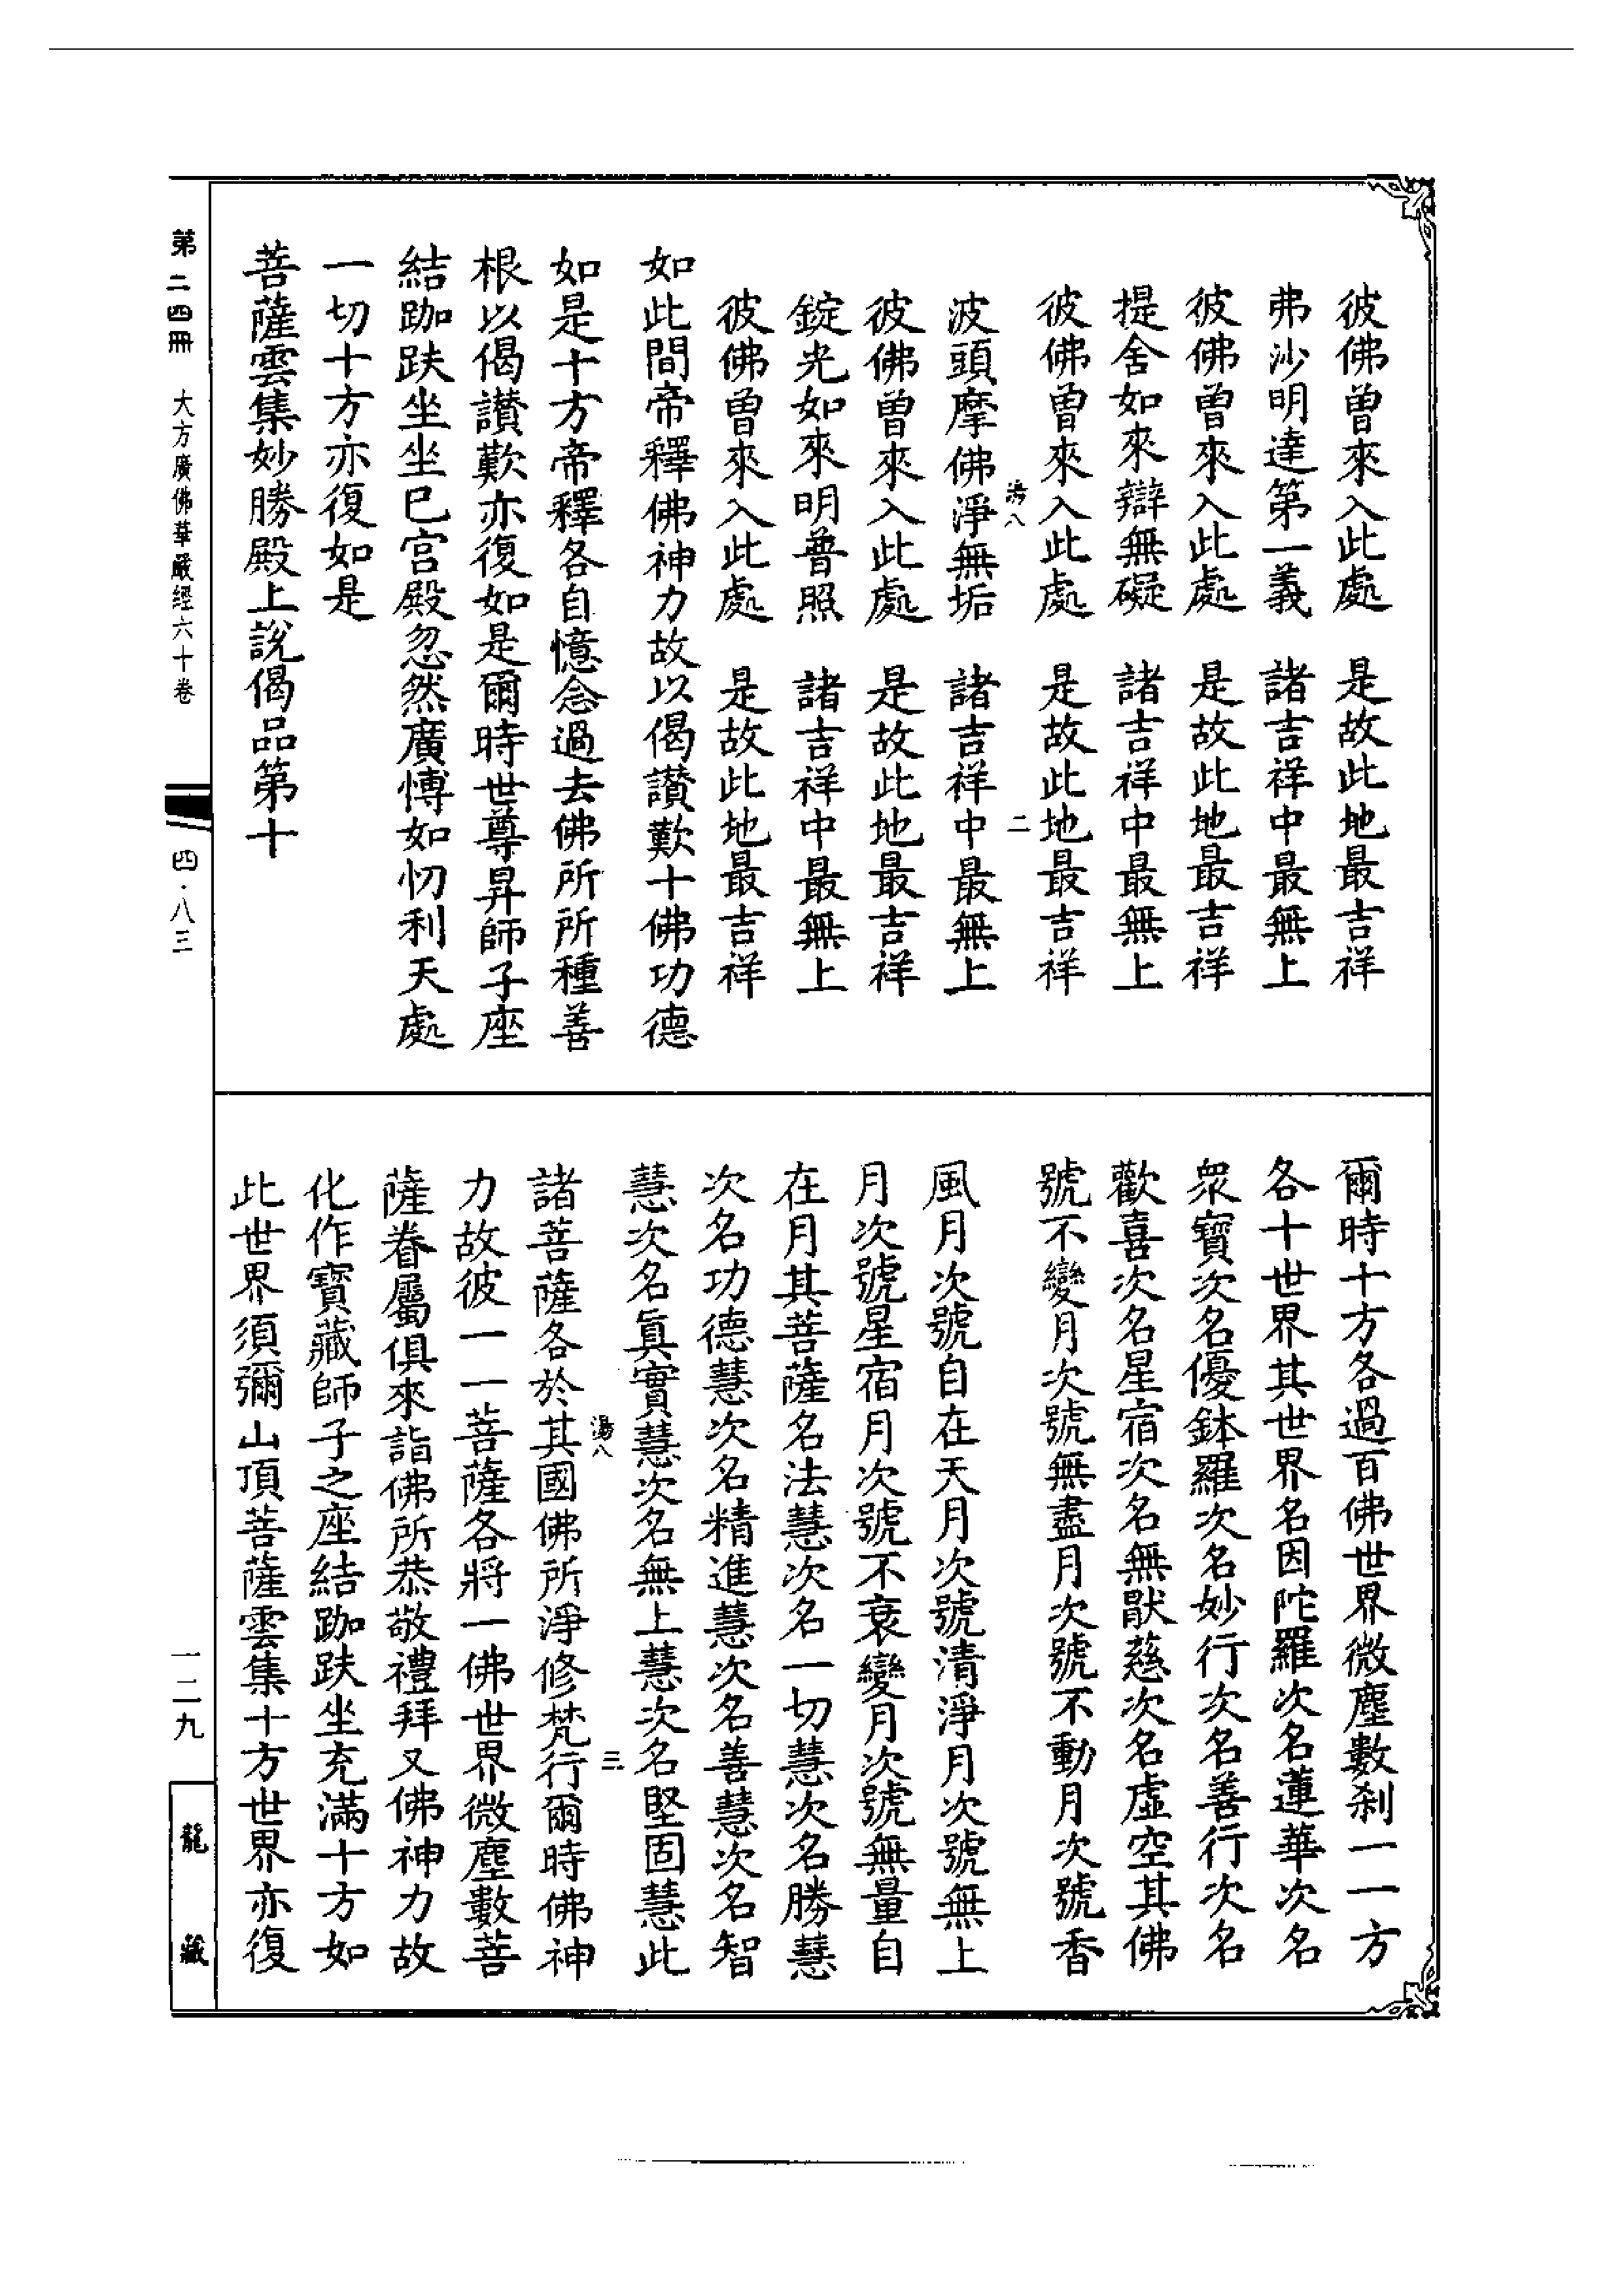 彼佛曾來入此處　是故此地最吉祥
弗沙明達第一義　諸吉祥中最無上
彼佛曾來入此處　是故此地最吉祥
提舍如來辯無礙　諸吉祥中最無上
彼佛曾來入此處　是故此地最吉祥
湯八　二
波頭摩佛淨無垢　諸吉祥中最無上
彼佛曾來入此處　是故此地最吉祥
錠光如來明普照　諸吉祥中最無上
彼佛曾來入此處　是故此地最吉祥
如此間帝釋佛神力故以偈讚歎十佛功德
如是十方帝釋各自憶念過去佛所所種善
根以偈讚歎亦復如是爾時世尊昇師子座
結跏趺坐坐已宮殿忽然廣博如忉利天處
一切十方亦復如是
菩薩雲集妙勝殿上說偈品第十
爾時十方各過百佛世界微塵數剎一一方
各十世界其世界名因陀羅次名蓮華次名
眾寶次名優鉢羅次名妙行次名善行次名
歡喜次名星宿次名無猒慈次名虛空其佛
號不變月次號無盡月次號不動月次號香
風月次號自在天月次號清淨月次號無上
月次號星宿月次號不衰變月次號無量自
在月其菩薩名法慧次名一切慧次名勝慧
次名功德慧次名精進慧次名善慧次名智
慧次名真實慧次名無上慧次名堅固慧此
湯八　三
諸菩薩各於其國佛所淨修梵行爾時佛神
力故彼一一菩薩各將一佛世界微塵數菩
薩眷屬俱來詣佛所恭敬禮拜又佛神力故
化作寶藏師子之座結跏趺坐充滿十方如
此世界須彌山頂菩薩雲集十方世界亦復
第二四冊　大方廣佛華嚴經六十卷　四·八三
一二九　龍藏